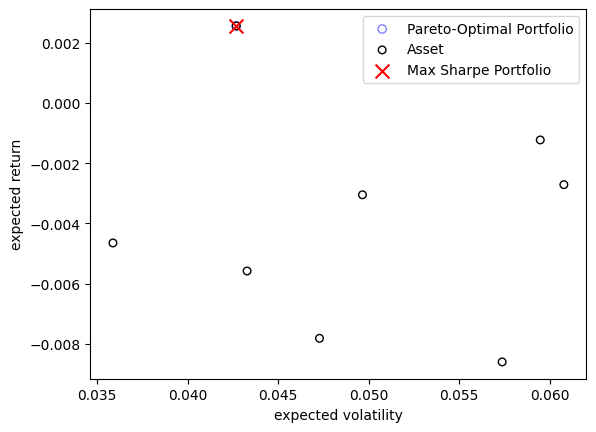 Pareto-Optimal Portfolio
Asset
Max Sharpe Portfolio
expected return
0.002
0.000
−0.002
−0.004
−0.006
−0.008
0.035 0.040 0.045 0.050 0.055 0.060
expected volatility